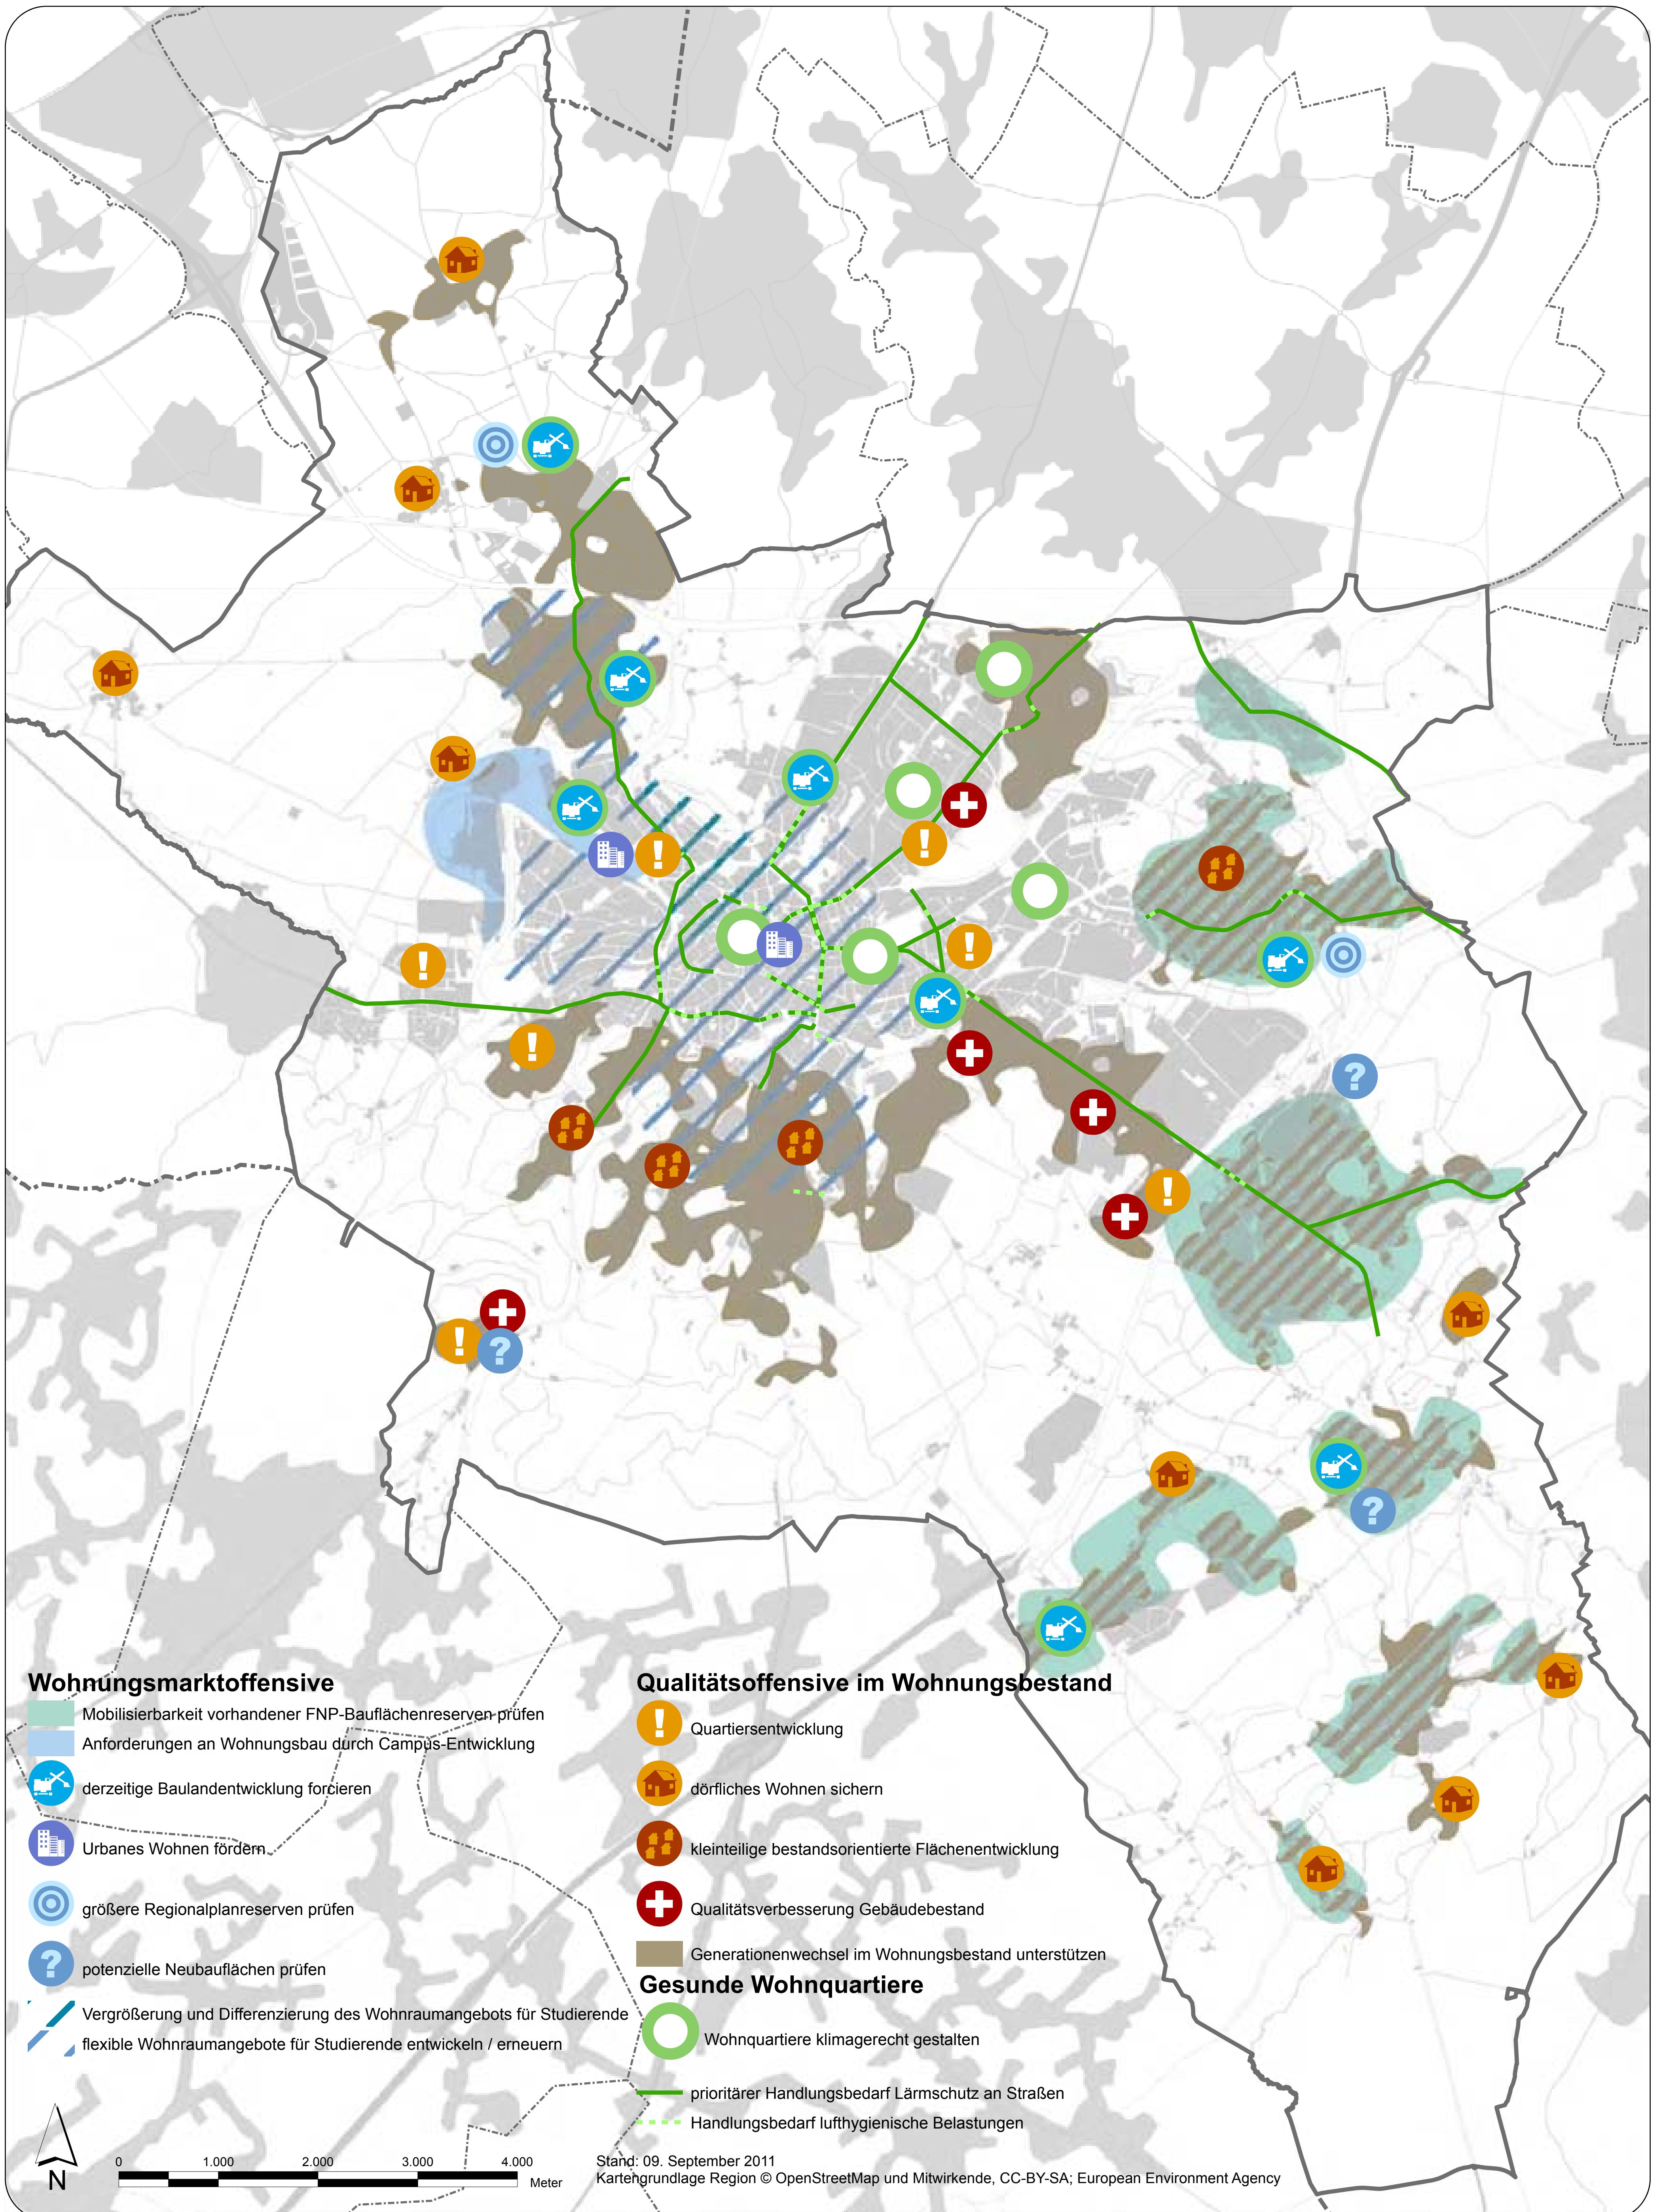 Wohnungsmarktoffensive
Mobilisierbarkeit vorhandener FNP-Bauflächenreserven prüfen
Anforderungen an Wohnungsbau durch Campus-Entwicklung
derzeitige Baulandentwicklung forcieren
Urbanes Wohnen fördern
größere Regionalplanreserven prüfen
? potenzielle Neubauflächen prüfen
Vergrößerung und Differenzierung des Wohnraumangebots für Studierende
flexible Wohnraumangebote für Studierende entwickeln / erneuern
Qualitätsoffensive im Wohnungsbestand
! Quartiersentwicklung
dörfliches Wohnen sichern
kleinteilige bestandsorientierte Flächenentwicklung
Qualitätsverbesserung Gebäudebestand
Generationenwechsel im Wohnungsbestand unterstützen
Gesunde Wohnquartiere
Wohnquartiere klimagerecht gestalten
prioritärer Handlungsbedarf Lärmschutz an Straßen
Handlungsbedarf lufthygienische Belastungen
N
0 1.000 2.000 3.000 4.000
Meter
Stand: 09. September 2011
Kartengrundlage Region © OpenStreetMap und Mitwirkende, CC-BY-SA; European Environment Agency